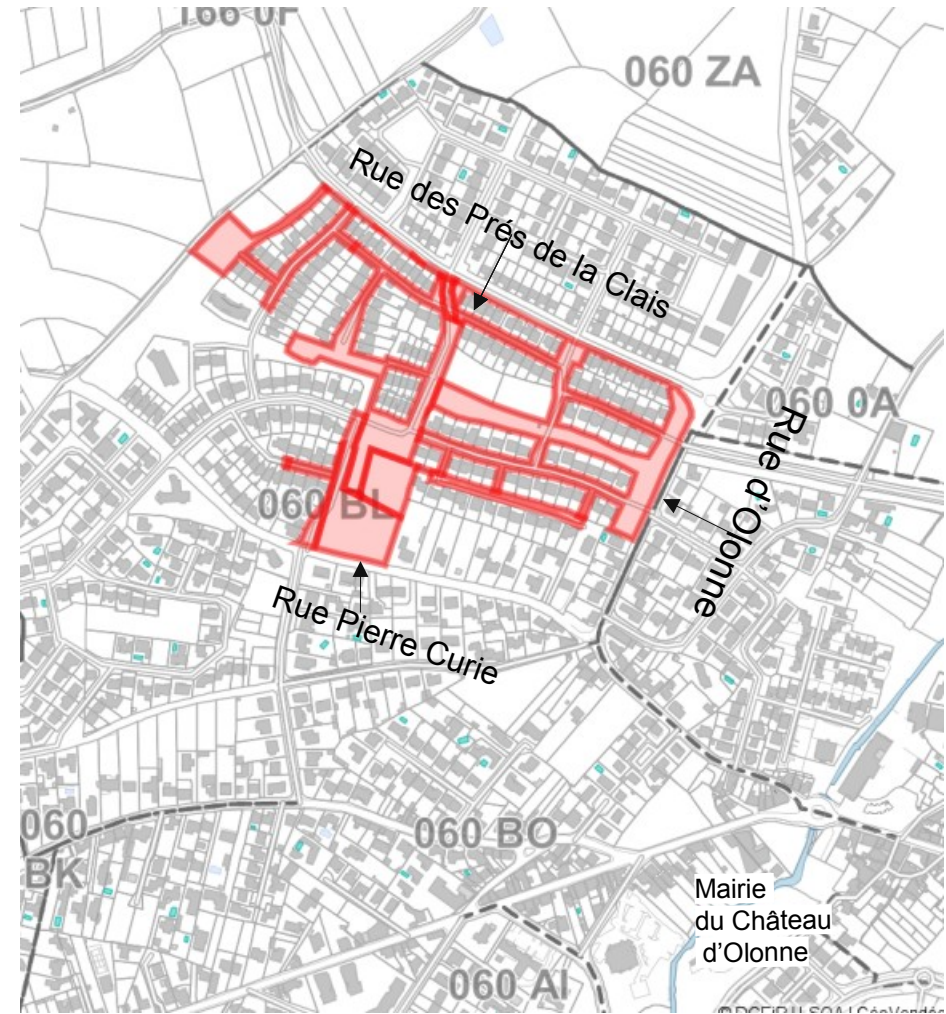 166 0F
060 ZA
Rue des Prés de la Clais
060 0A
Rue d'Olonne
060 BL
Rue Pierre Curie
060
BK
060 BO
Mairie
du Château
d'Olonne
060 AI